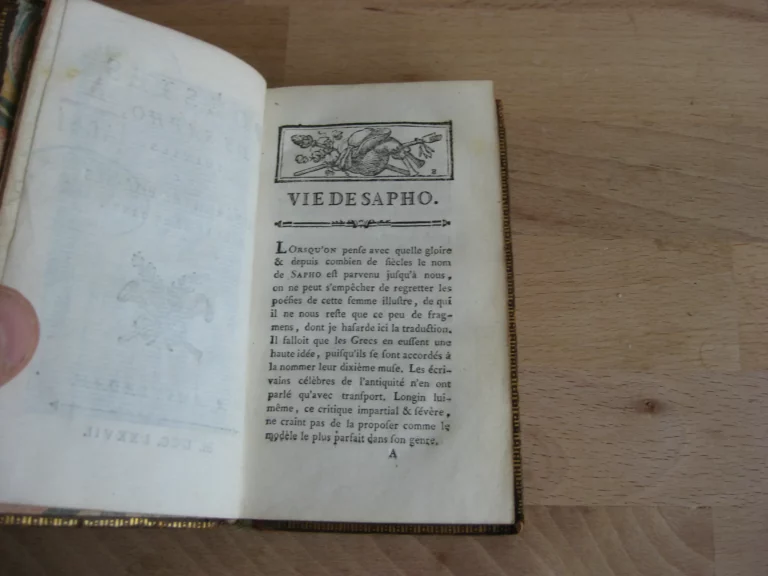 VIE DE SAPHO.
LORSQU'ON pense avec quelle gloire
& depuis combien de siècles le nom
de SAPHO est parvenu jusqu'à nous,
on ne peut s'empêcher de regretter les
poésies de cette femme illustre, de qui
il ne nous reste que ce peu de frag-
mens, dont je hasarde ici la traduction.
Il falloit que les Grecs en eussent une
haute idée, puisqu'ils se sont accordés à
la nommer leur dixième muse. Les écri-
vains célèbres de l'antiquité n'en ont
parlé qu'avec transport. Longin lui-
même, ce critique impartial & sévère,
ne craint pas de la proposer comme le
modèle le plus parfait dans son genre.
A